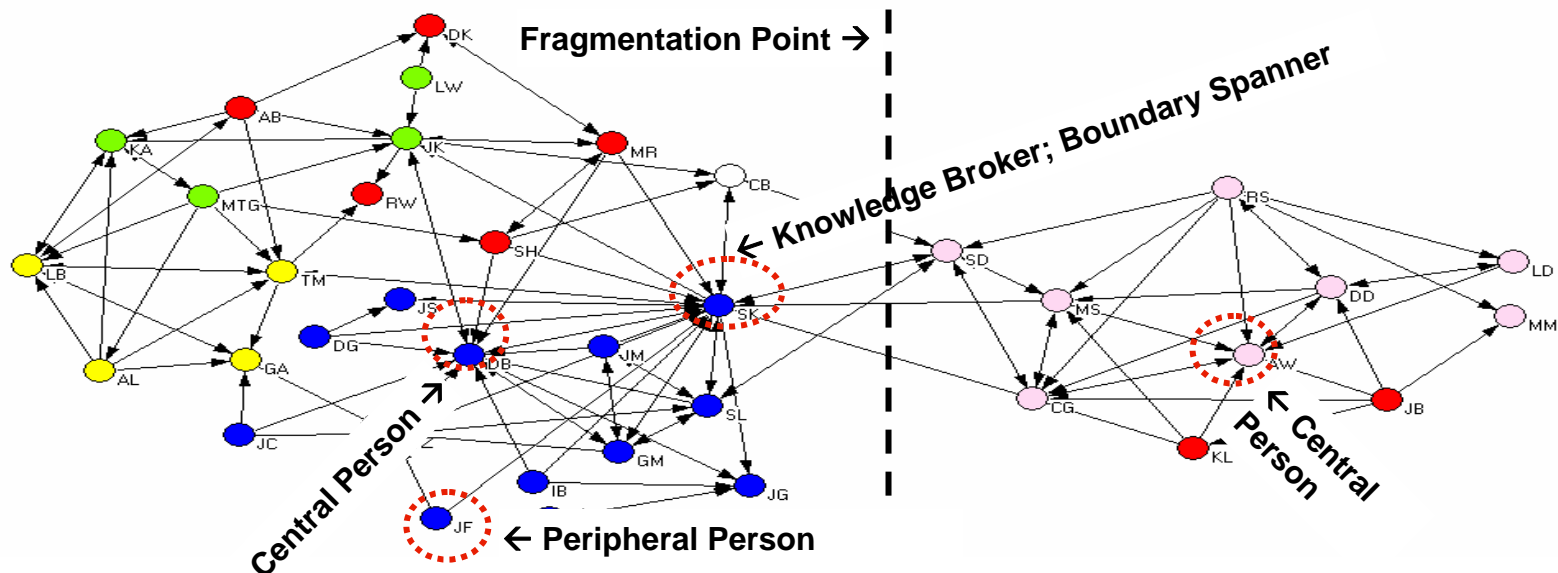 DK
Fragmentation Point →
LW
AB
KA
JK
MR
← Knowledge Broker; Boundary Spanner
CB
MTG
RW
RS
SH
SD
LD
LB
TM
DD
MS
JS
SK
MM
DG
DB
JM
AW
AL
GA
SL
CG
JB
JC
GM
KL
Central Person →
← Central
Person
IB
JG
JF
← Peripheral Person